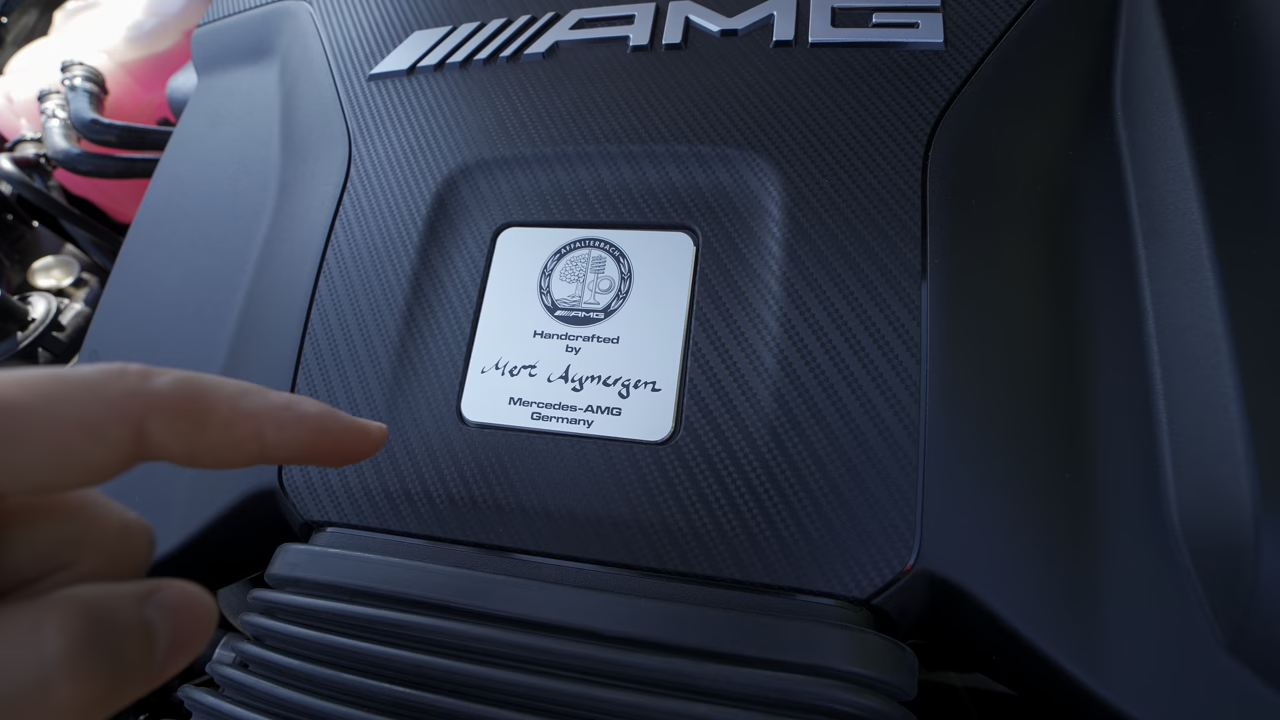 AMG
AFFALTERBACH
AMG
Handcrafted
by
Mert Aymergen
Mercedes-AMG
Germany